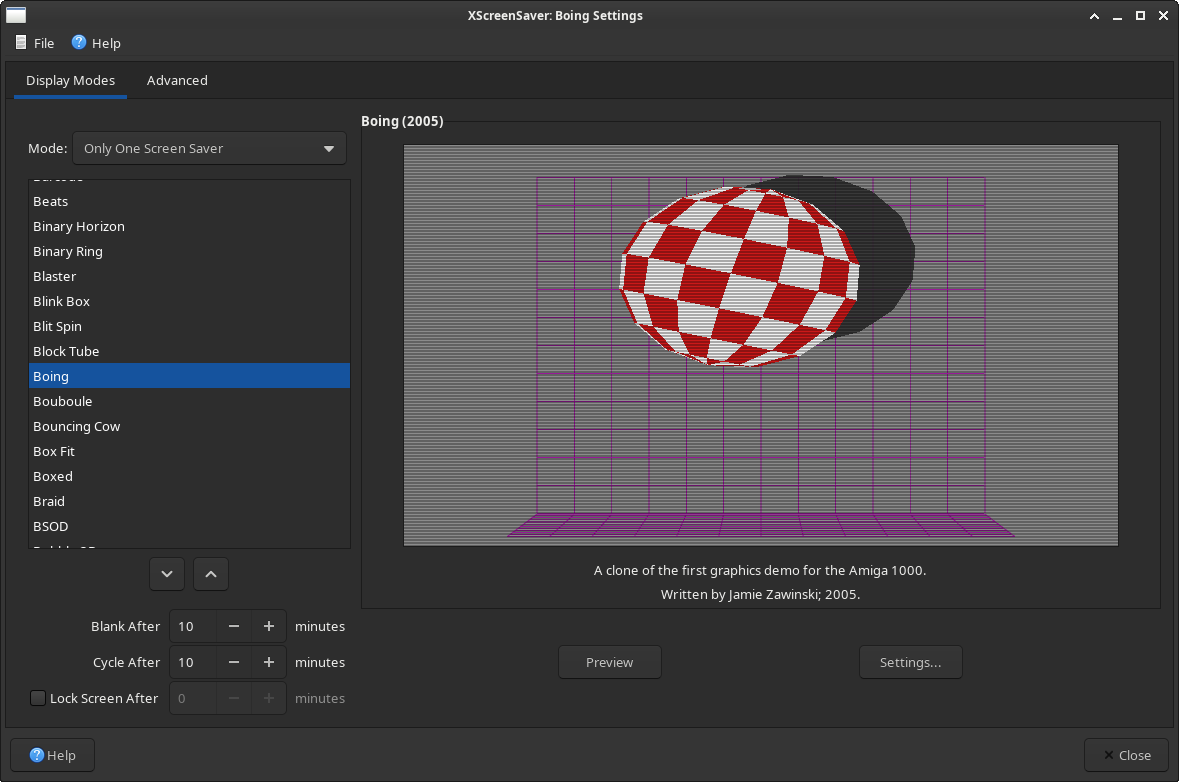 XScreenSaver: Boing Settings
File Help
Display Modes Advanced
Mode: Only One Screen Saver
Beats
Binary Horizon
Binary Ring
Blaster
Blink Box
Blit Spin
Block Tube
Boing
Bouboule
Bouncing Cow
Box Fit
Boxed
Braid
BSOD
Blank After 10 minutes
Cycle After 10 minutes
Lock Screen After 0 minutes
Boing (2005)
A clone of the first graphics demo for the Amiga 1000.
Written by Jamie Zawinski; 2005.
Preview Settings...
Help Close